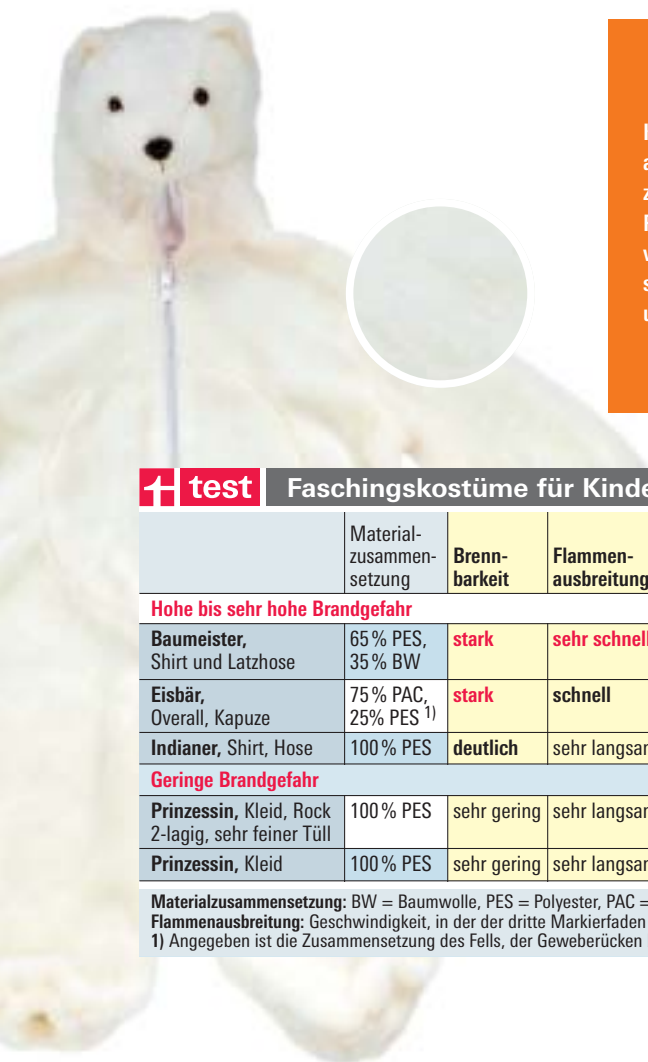 test Faschingskostüme für Kinde
Material-
zusammen-
setzung
Brenn-
barkeit
Flammen-
ausbreitung
Hohe bis sehr hohe Brandgefahr
Baumeister,
Shirt und Latzhose
65 % PES,
35 % BW
stark
sehr schnell
Eisbär,
Overall, Kapuze
75 % PAC,
25% PES 1)
stark
schnell
Indianer, Shirt, Hose 100 % PES deutlich sehr langsam
Geringe Brandgefahr
Prinzessin, Kleid, Rock
2-lagig, sehr feiner Tüll
100 % PES sehr gering sehr langsam
Prinzessin, Kleid 100 % PES sehr gering sehr langsam
Materialzusammensetzung: BW = Baumwolle, PES = Polyester, PAC =
Flammenausbreitung: Geschwindigkeit, in der der dritte Markierfaden
1) Angegeben ist die Zusammensetzung des Fells, der Geweberücken